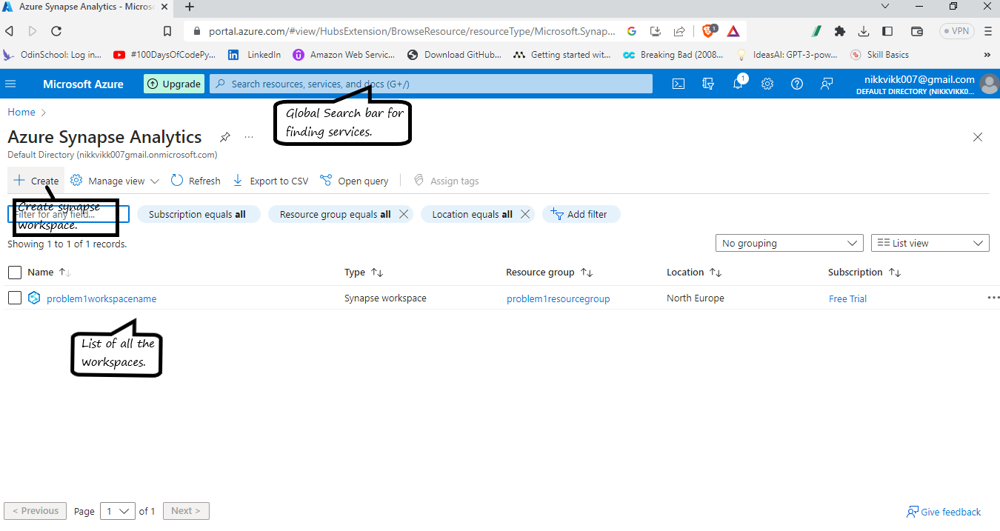 Azure Synapse Analytics - Micros
portal.azure.com/#view/HubsExtension/BrowseResource/resourceType/Microsoft.Synap...
1
VPN
OdinSchool: Log in...
#100DaysOfCodePy...
LinkedIn
Amazon Web Servic...
Download GitHub...
Getting started wit...
Breaking Bad (2008...
IdeasAI: GPT-3-pow...
Skill Basics
Microsoft Azure
Upgrade
Search resources, services, and docs (G+/)
1
nikkvikk007@gmail.com
DEFAULT DIRECTORY (NIKKVIKK0...
Home
Global Search bar for
finding services.
Azure Synapse Analytics
Default Directory (nikkvikk007gmail.onmicrosoft.com)
Create
Manage view
Refresh
Export to CSV
Open query
Assign tags
Create synapse
workspace.
Filter for any field...
Subscription equals all
Resource group equals all
Location equals all
Add filter
Showing 1 to 1 of 1 records.
No grouping
List view
Name
Type
Resource group
Location
Subscription
problem1workspacename
Synapse workspace
problem1resourcegroup
North Europe
Free Trial
List of all the
workspaces.
< Previous
Page
1
of 1
Next >
Give feedback